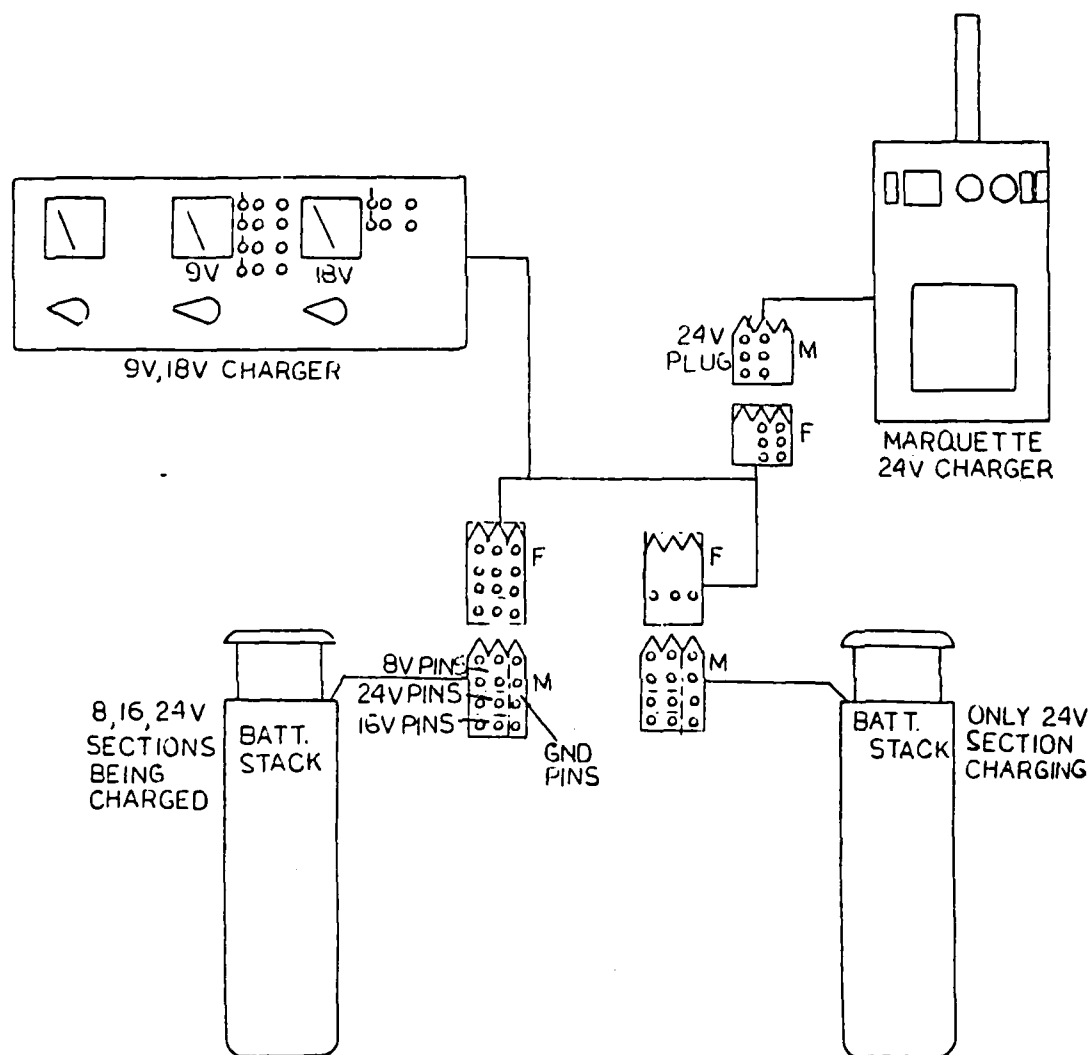 9V
18V
9V,18V CHARGER
24V
PLUG
M
F
MARQUETTE
24V CHARGER
F
F
8V PINS
24V PINS
16V PINS
M
GND
PINS
M
8,16,24V
SECTIONS
BEING
CHARGED
BATT.
STACK
BATT.
STACK
ONLY 24V
SECTION
CHARGING